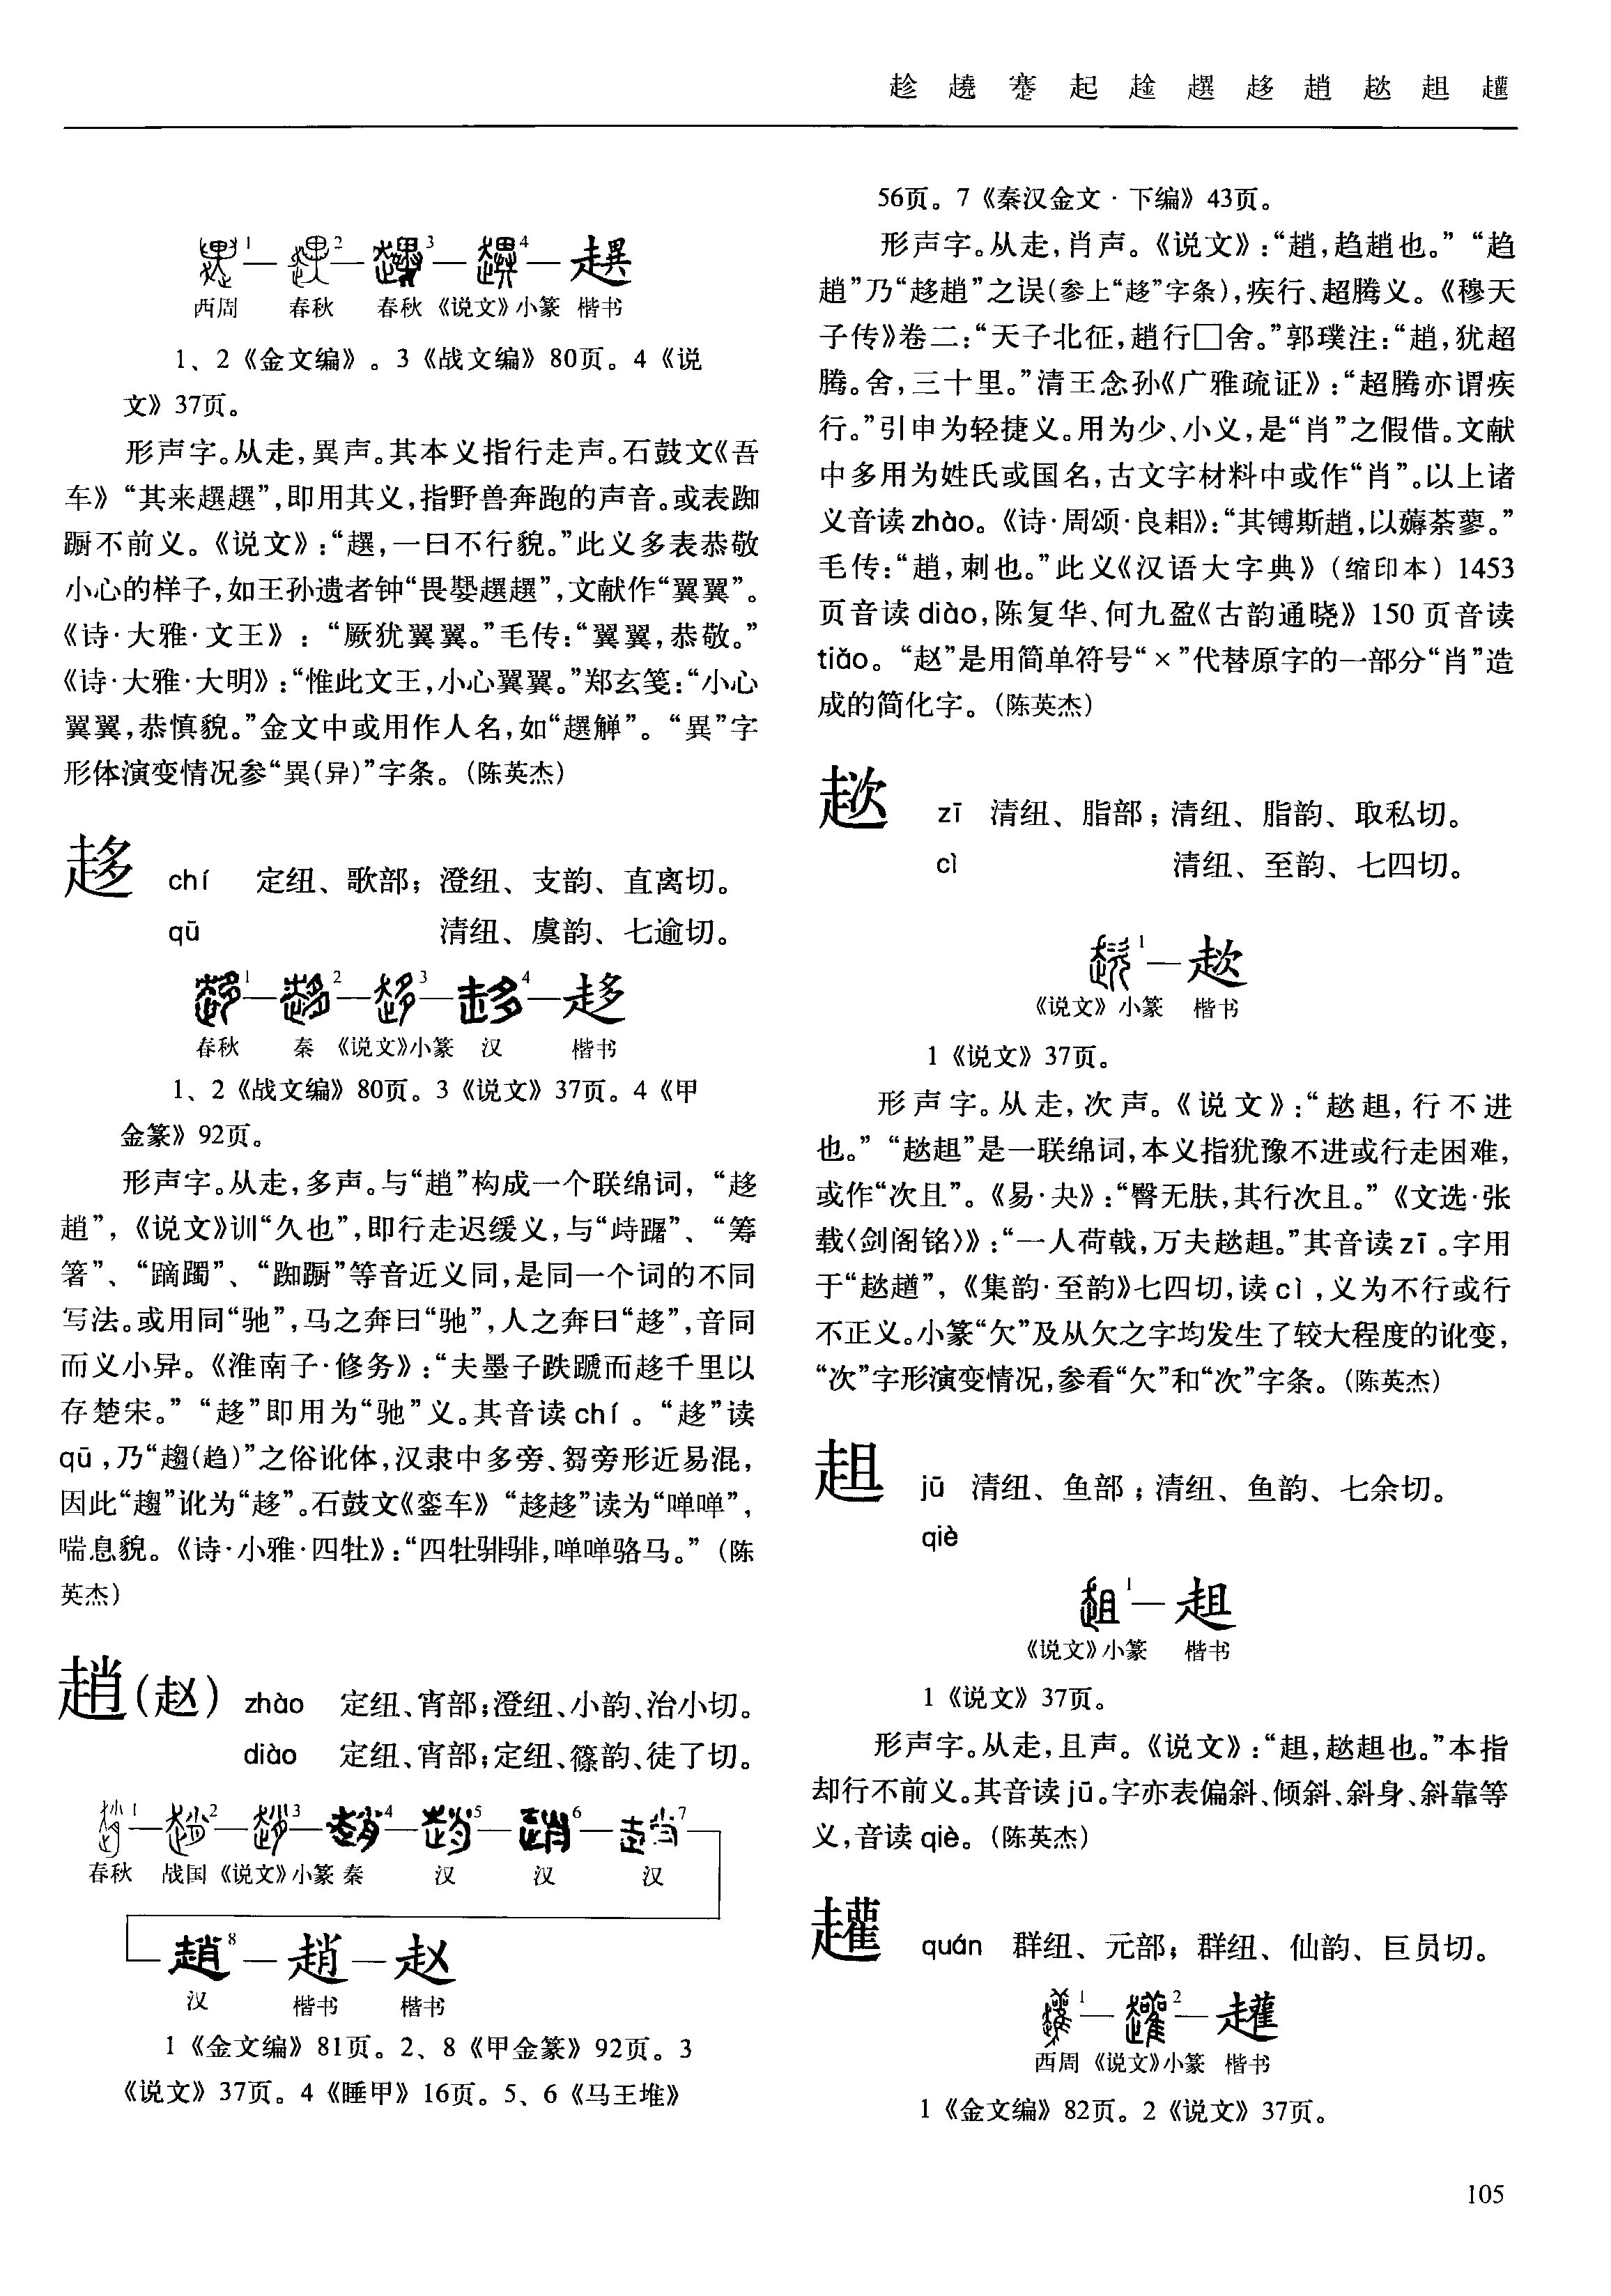 趁 趬 蹇 起 趛 趩 趍 趙 趑 趄 趯
1—2—3—4—趩
西周 春秋 春秋 《说文》小篆 楷书
1、2《金文编》。3《战文编》80页。4《说
文》37页。
形声字。从走，異声。其本义指行走声。石鼓文《吾
车》“其来趩趩”，即用其义，指野兽奔跑的声音。或表踟
蹰不前义。《说文》：“趩，一曰不行貌。”此义多表恭敬
小心的样子，如王孙遗者钟“畏嬰趩趩”，文献作“翼翼”。
《诗·大雅·文王》：“厥犹翼翼。”毛传：“翼翼，恭敬。”
《诗·大雅·大明》：“惟此文王，小心翼翼。”郑玄笺：“小心
翼翼，恭慎貌。”金文中或用作人名，如“趩觯”。“異”字
形体演变情况参“異（异）”字条。（陈英杰）
趍 chí 定纽、歌部；澄纽、支韵、直离切。
qū 清纽、虞韵、七逾切。
1—2—3—4—趍
春秋 秦 《说文》小篆 汉 楷书
1、2《战文编》80页。3《说文》37页。4《甲
金篆》92页。
形声字。从走，多声。与“趙”构成一个联绵词，“趍
趙”，《说文》训“久也”，即行走迟缓义，与“峙踞”、“筹
箸”、“蹢躅”、“踟蹰”等音近义同，是同一个词的不同
写法。或用同“驰”，马之奔曰“驰”，人之奔曰“趍”，音同
而义小异。《淮南子·修务》：“夫墨子跌蹏而趍千里以
存楚宋。”“趍”即用为“驰”义。其音读chí。“趍”读
qū，乃“趨（趋）”之俗讹体，汉隶中多旁、芻旁形近易混，
因此“趨”讹为“趍”。石鼓文《銮车》“趍趍”读为“啴啴”，
喘息貌。《诗·小雅·四牡》：“四牡騑騑，啴啴骆马。”（陈
英杰）
趙（赵） zhào 定纽、宵部；澄纽、小韵、治小切。
diào 定纽、宵部；定纽、篠韵、徒了切。
1—2—3—4—5—6—7
春秋 战国 《说文》小篆 秦 汉 汉 汉
8—趙—赵
汉 楷书 楷书
1《金文编》81页。2、8《甲金篆》92页。3
《说文》37页。4《睡甲》16页。5、6《马王堆》
56页。7《秦汉金文·下编》43页。
形声字。从走，肖声。《说文》：“趙，趋趙也。”“趋
趙”乃“趍趙”之误（参上“趍”字条），疾行、超腾义。《穆天
子传》卷二：“天子北征，趙行□舍。”郭璞注：“趙，犹超
腾。舍，三十里。”清王念孙《广雅疏证》：“超腾亦谓疾
行。”引申为轻捷义。用为少、小义，是“肖”之假借。文献
中多用为姓氏或国名，古文字材料中或作“肖”。以上诸
义音读zhào。《诗·周颂·良耜》：“其镈斯趙，以薅荼蓼。”
毛传：“趙，刺也。”此义《汉语大字典》（缩印本）1453
页音读diào，陈复华、何九盈《古韵通晓》150页音读
tiǎo。“赵”是用简单符号“×”代替原字的一部分“肖”造
成的简化字。（陈英杰）
趑 zī 清纽、脂部；清纽、脂韵、取私切。
cì 清纽、至韵、七四切。
1—趑
《说文》小篆 楷书
1《说文》37页。
形声字。从走，次声。《说文》：“趑趄，行不进
也。”“趑趄”是一联绵词，本义指犹豫不进或行走困难，
或作“次且”。《易·夬》：“臀无肤，其行次且。”《文选·张
载〈剑阁铭〉》：“一人荷戟，万夫趑趄。”其音读zī。字用
于“趑趥”，《集韵·至韵》七四切，读cì，义为不行或行
不正义。小篆“欠”及从欠之字均发生了较大程度的讹变，
“次”字形演变情况，参看“欠”和“次”字条。（陈英杰）
趄 jū 清纽、鱼部；清纽、鱼韵、七余切。
qiè
1—趄
《说文》小篆 楷书
1《说文》37页。
形声字。从走，且声。《说文》：“趄，趑趄也。”本指
却行不前义。其音读jū。字亦表偏斜、倾斜、斜身、斜靠等
义，音读qiè。（陈英杰）
趲 quán 群纽、元部；群纽、仙韵、巨员切。
1—2—
西周 《说文》小篆 楷书
1《金文编》82页。2《说文》37页。
105